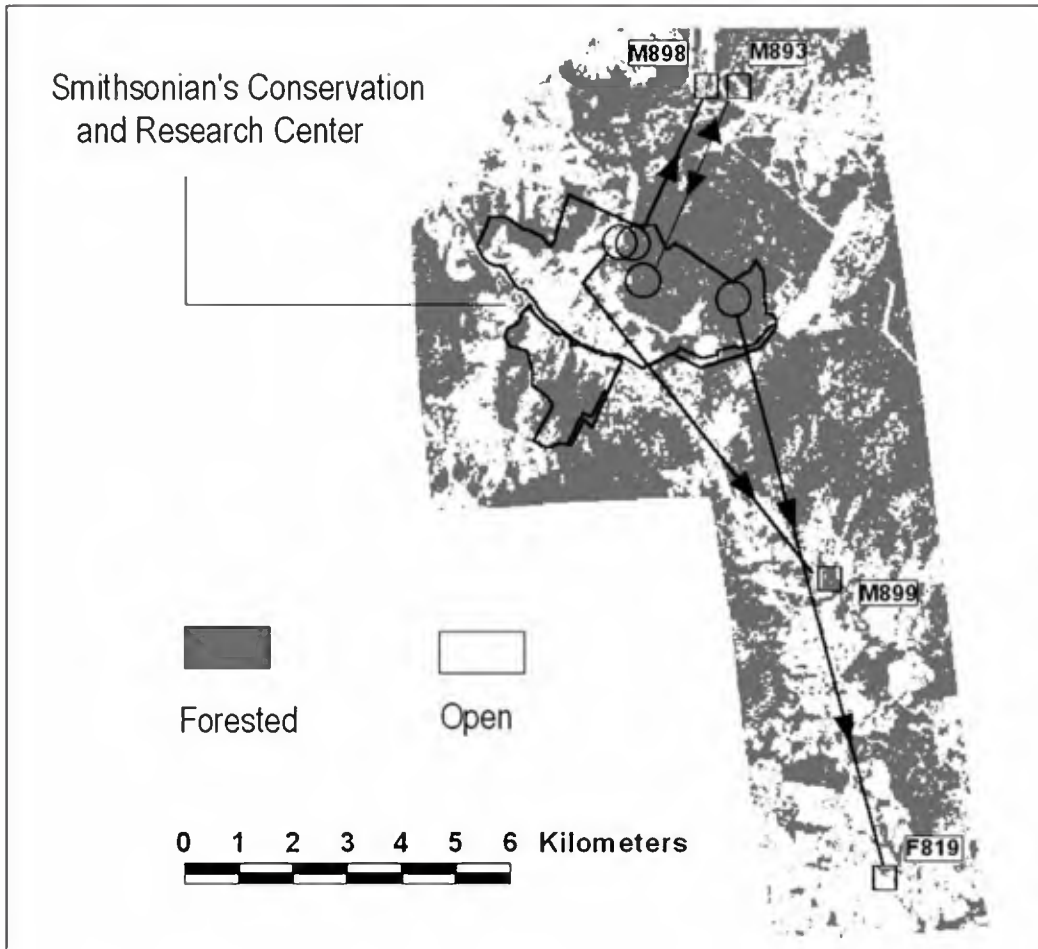 M898 M893
Smithsonian's Conservation
and Research Center
M899
Forested Open
0 1 2 3 4 5 6 Kilometers
F819